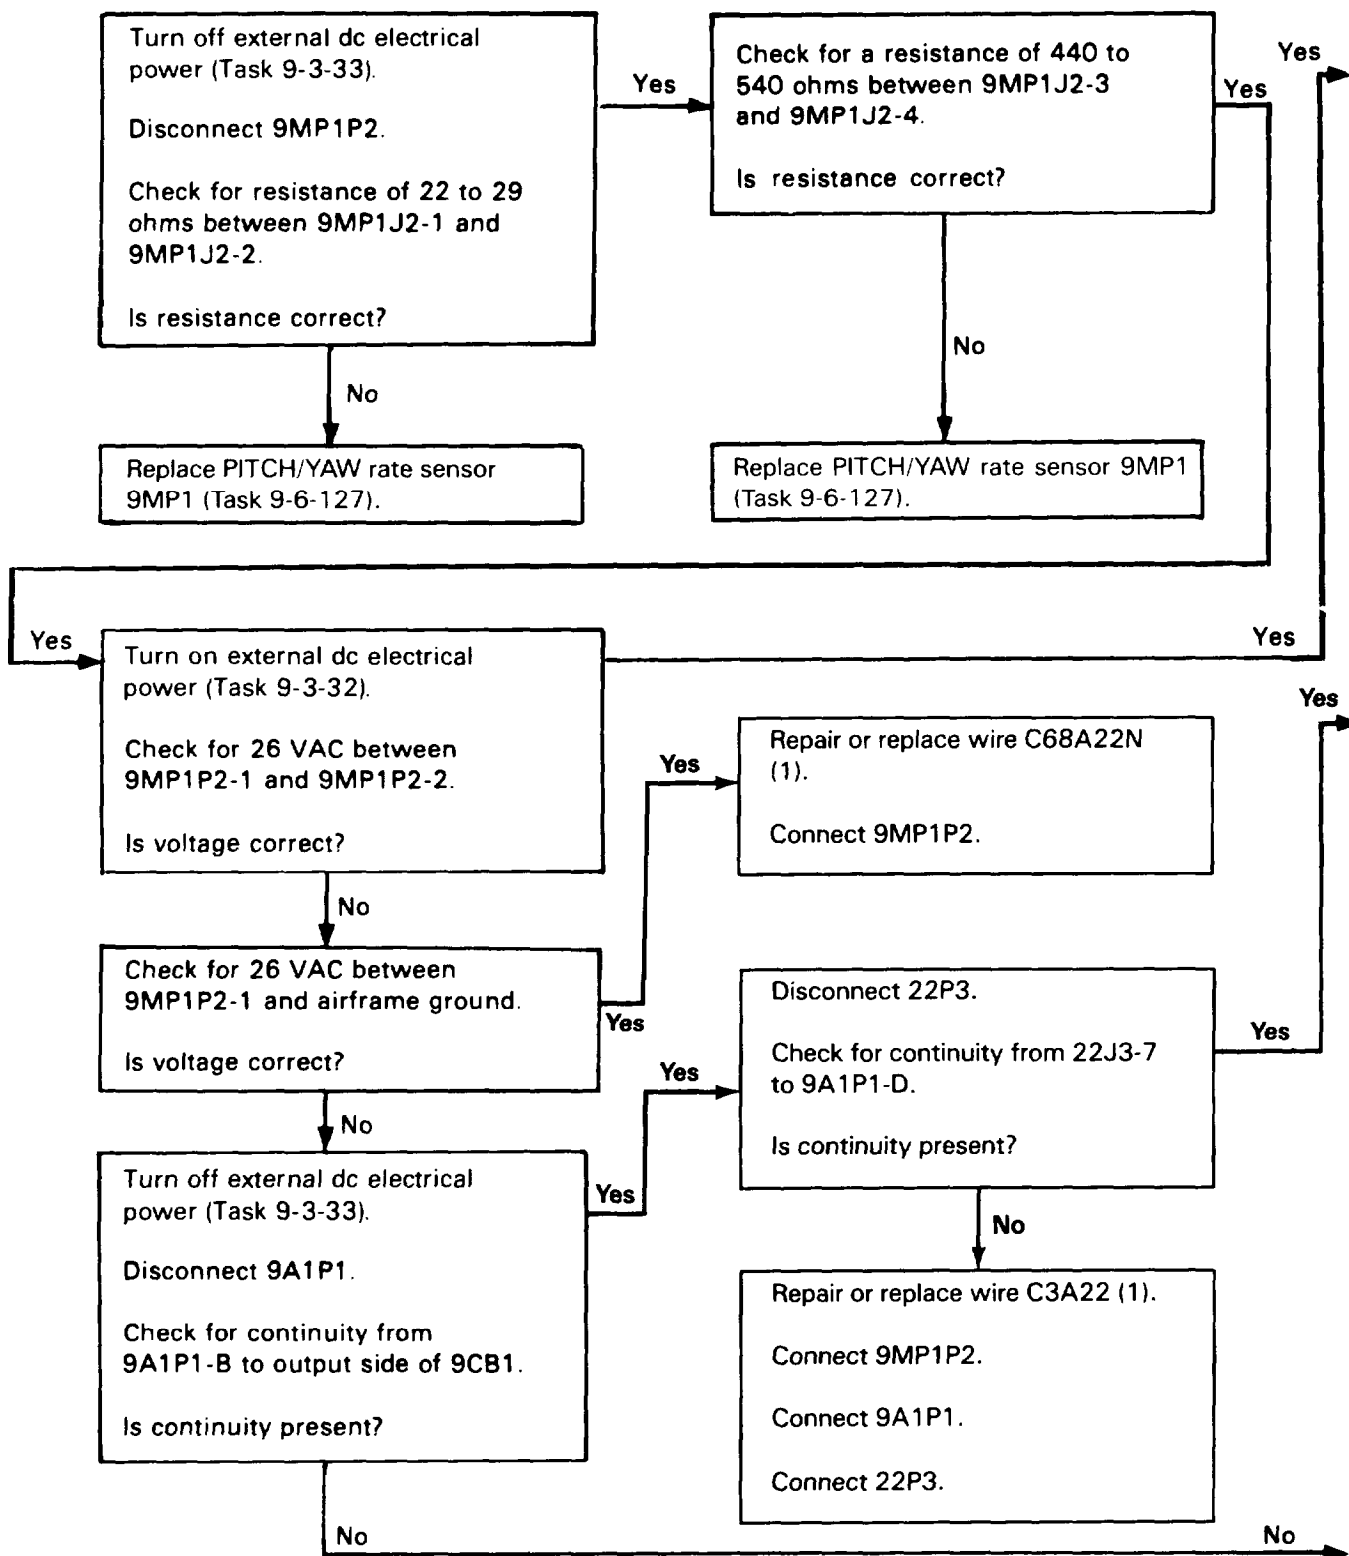 Turn off external dc electrical
power (Task 9-3-33).
Disconnect 9MP1P2.
Check for resistance of 22 to 29
ohms between 9MP1J2-1 and
9MP1J2-2.
Is resistance correct?
Yes
Check for a resistance of 440 to
540 ohms between 9MP1J2-3
and 9MP1J2-4.
Is resistance correct?
Yes
Yes
No
No
Replace PITCH/YAW rate sensor
9MP1 (Task 9-6-127).
Replace PITCH/YAW rate sensor 9MP1
(Task 9-6-127).
Yes
Turn on external dc electrical
power (Task 9-3-32).
Check for 26 VAC between
9MP1P2-1 and 9MP1P2-2.
Is voltage correct?
Yes
Yes
No
Yes
Repair or replace wire C68A22N
(1).
Connect 9MP1P2.
Check for 26 VAC between
9MP1P2-1 and airframe ground.
Is voltage correct?
Yes
No
Yes
Disconnect 22P3.
Check for continuity from 22J3-7
to 9A1P1-D.
Is continuity present?
Yes
No
Turn off external dc electrical
power (Task 9-3-33).
Disconnect 9A1P1.
Check for continuity from
9A1P1-B to output side of 9CB1.
Is continuity present?
Yes
Repair or replace wire C3A22 (1).
Connect 9MP1P2.
Connect 9A1P1.
Connect 22P3.
No
No